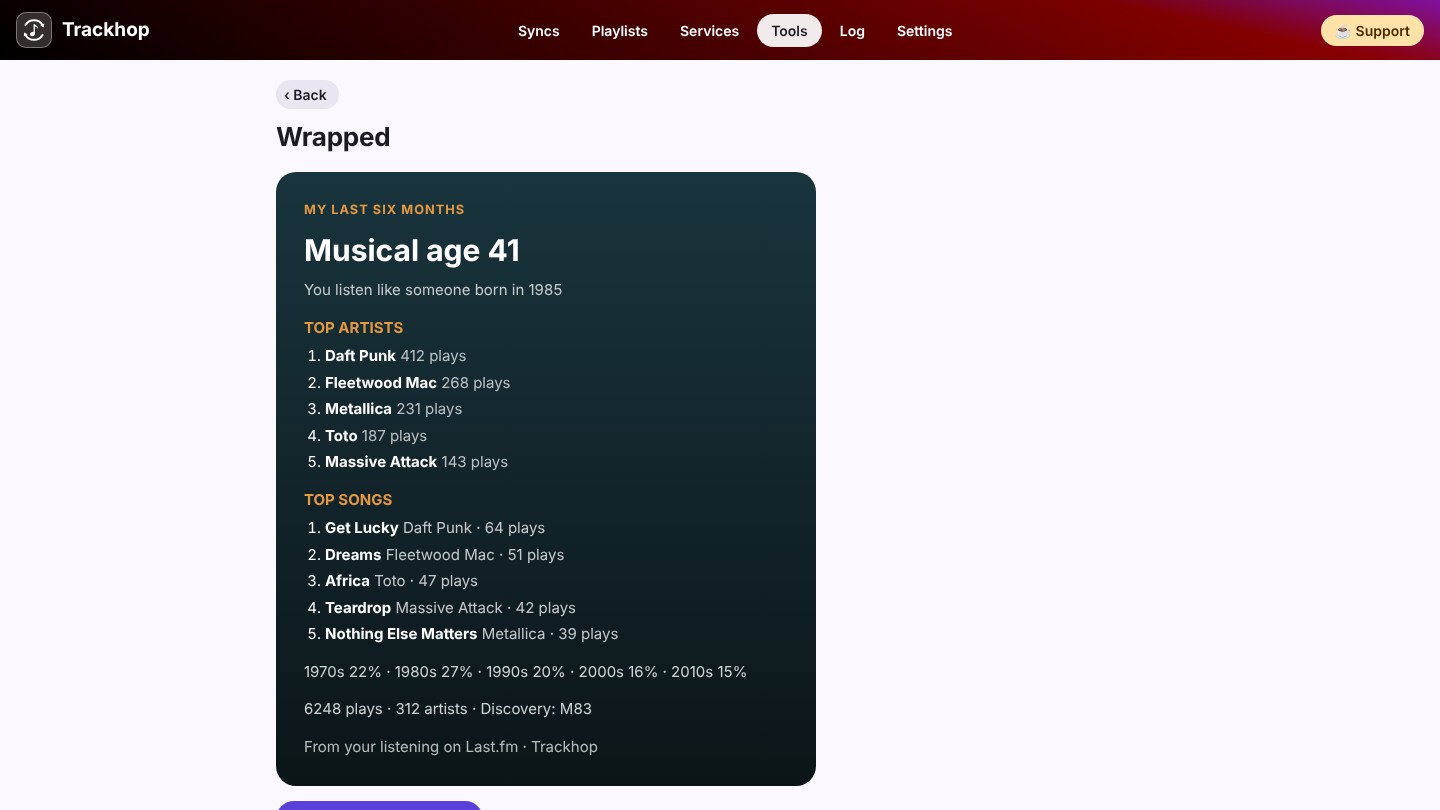 Trackhop
Syncs Playlists Services Tools Log Settings
☕ Support
‹ Back
Wrapped
MY LAST SIX MONTHS
Musical age 41
You listen like someone born in 1985
TOP ARTISTS
1. Daft Punk 412 plays
2. Fleetwood Mac 268 plays
3. Metallica 231 plays
4. Toto 187 plays
5. Massive Attack 143 plays
TOP SONGS
1. Get Lucky Daft Punk · 64 plays
2. Dreams Fleetwood Mac · 51 plays
3. Africa Toto · 47 plays
4. Teardrop Massive Attack · 42 plays
5. Nothing Else Matters Metallica · 39 plays
1970s 22% · 1980s 27% · 1990s 20% · 2000s 16% · 2010s 15%
6248 plays · 312 artists · Discovery: M83
From your listening on Last.fm · Trackhop